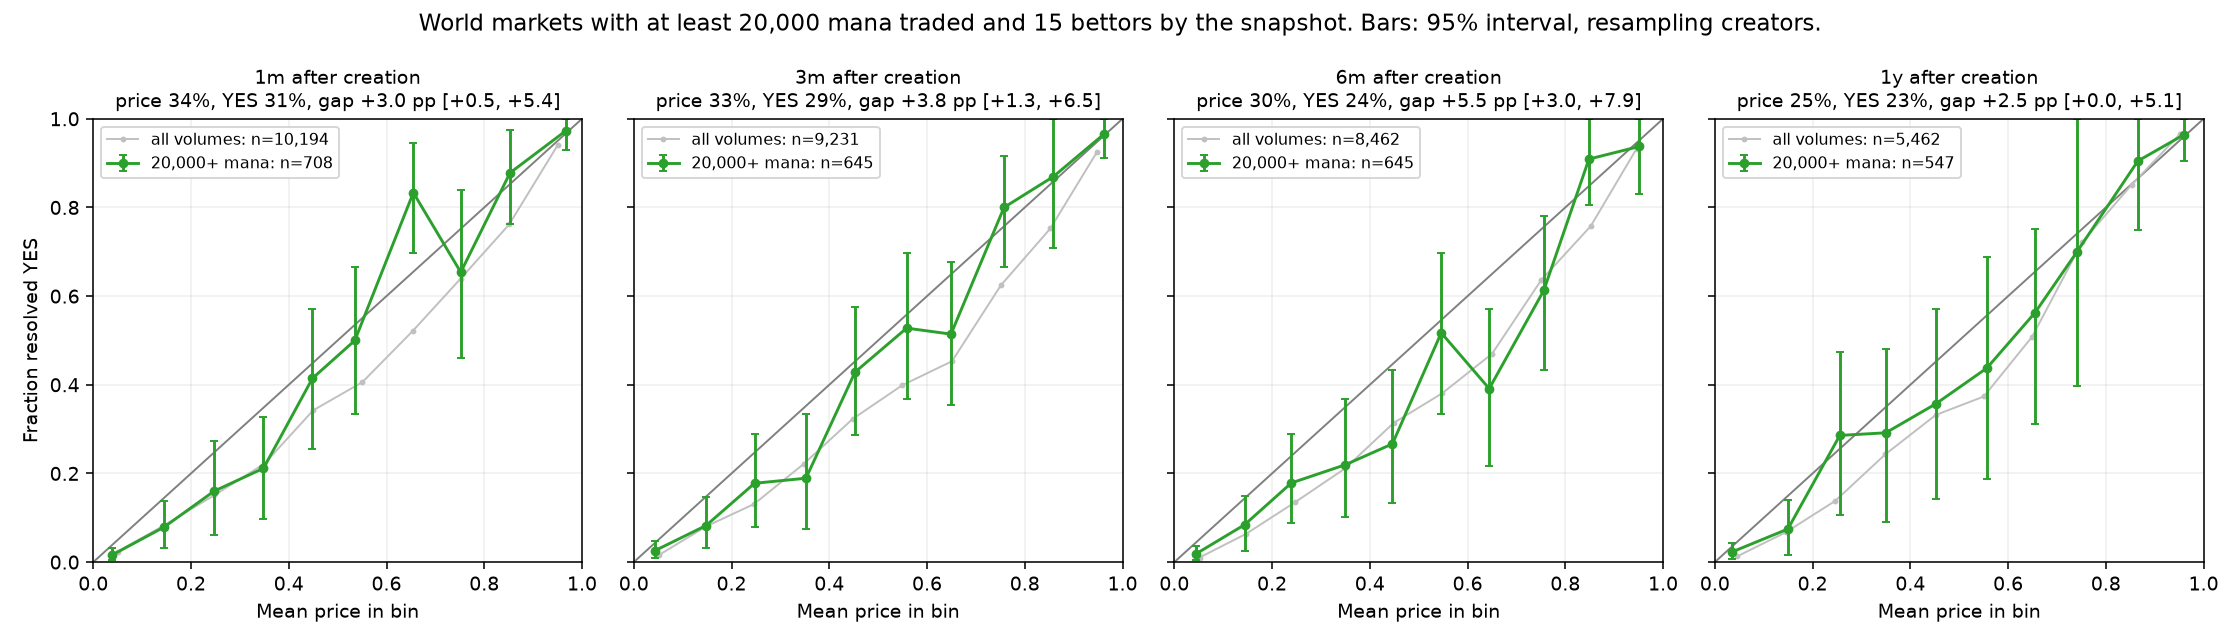 World markets with at least 20,000 mana traded and 15 bettors by the snapshot. Bars: 95% interval, resampling creators.
1m after creation
price 34%, YES 31%, gap +3.0 pp [+0.5, +5.4]
all volumes: n=10,194
20,000+ mana: n=708
Fraction resolved YES
1.0
0.8
0.6
0.4
0.2
0.0
0.0 0.2 0.4 0.6 0.8 1.0
Mean price in bin
3m after creation
price 33%, YES 29%, gap +3.8 pp [+1.3, +6.5]
all volumes: n=9,231
20,000+ mana: n=645
0.0 0.2 0.4 0.6 0.8 1.0
Mean price in bin
6m after creation
price 30%, YES 24%, gap +5.5 pp [+3.0, +7.9]
all volumes: n=8,462
20,000+ mana: n=645
0.0 0.2 0.4 0.6 0.8 1.0
Mean price in bin
1y after creation
price 25%, YES 23%, gap +2.5 pp [+0.0, +5.1]
all volumes: n=5,462
20,000+ mana: n=547
0.0 0.2 0.4 0.6 0.8 1.0
Mean price in bin